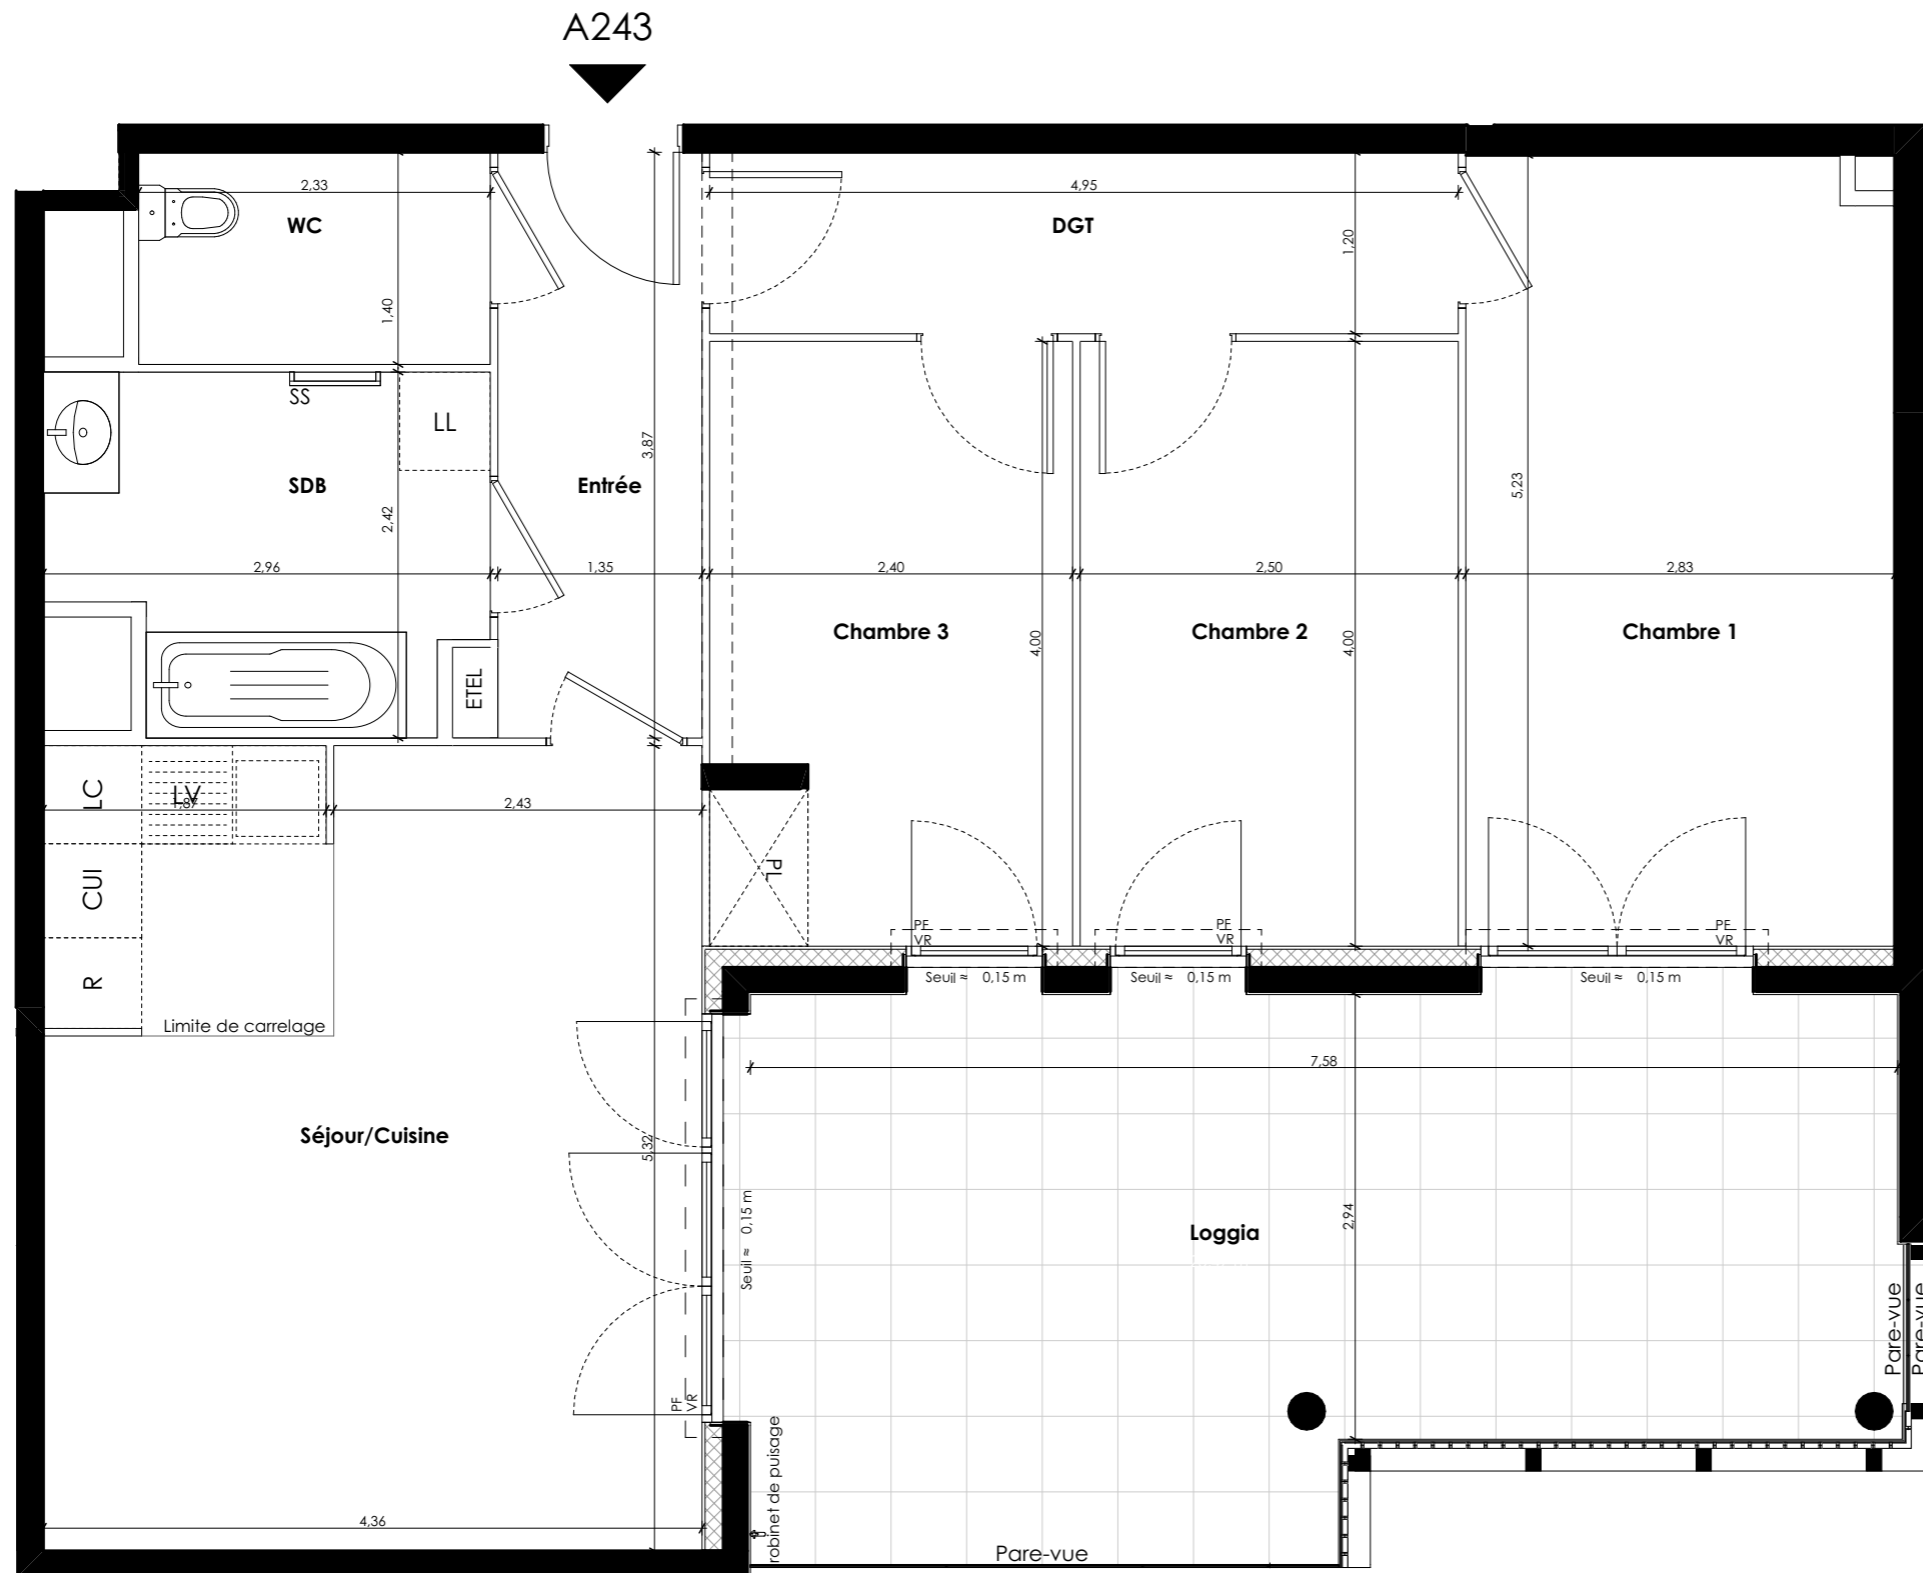 A243
2,33
WC
4,95
DGT
1,20
1,40
SS
LL
3,87
SDB
Entrée
5,23
2,42
2,96
1,35
2,40
2,50
2,83
Chambre 3
Chambre 2
Chambre 1
4,00
4,00
ETEL
LC
LV
1,87
2,43
CUI
PL
PF
VR
PF
VR
PF
VR
R
Seuil ≈ 0,15 m
Seuil ≈ 0,15 m
Seuil ≈ 0,15 m
Limite de carrelage
7,58
Séjour/Cuisine
5,32
Seuil ≈ 0,15 m
2,94
Loggia
Pare-vue
Pare-vue
PF
VR
robinet de puisage
4,36
Pare-vue